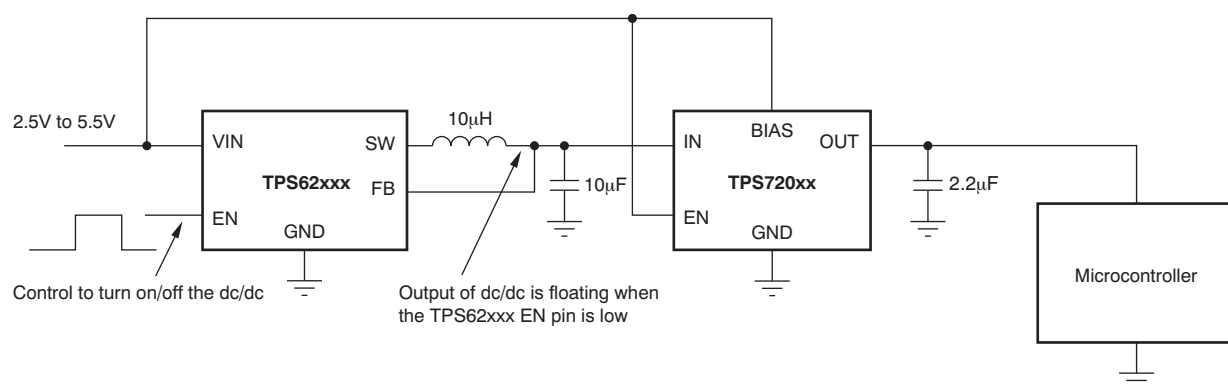 2.5V to 5.5V
VIN
SW
10μH
TPS62xxx
FB
EN
GND
Control to turn on/off the dc/dc
Output of dc/dc is floating when
the TPS62xxx EN pin is low
10μF
IN
BIAS
OUT
TPS720xx
EN
GND
2.2μF
Microcontroller